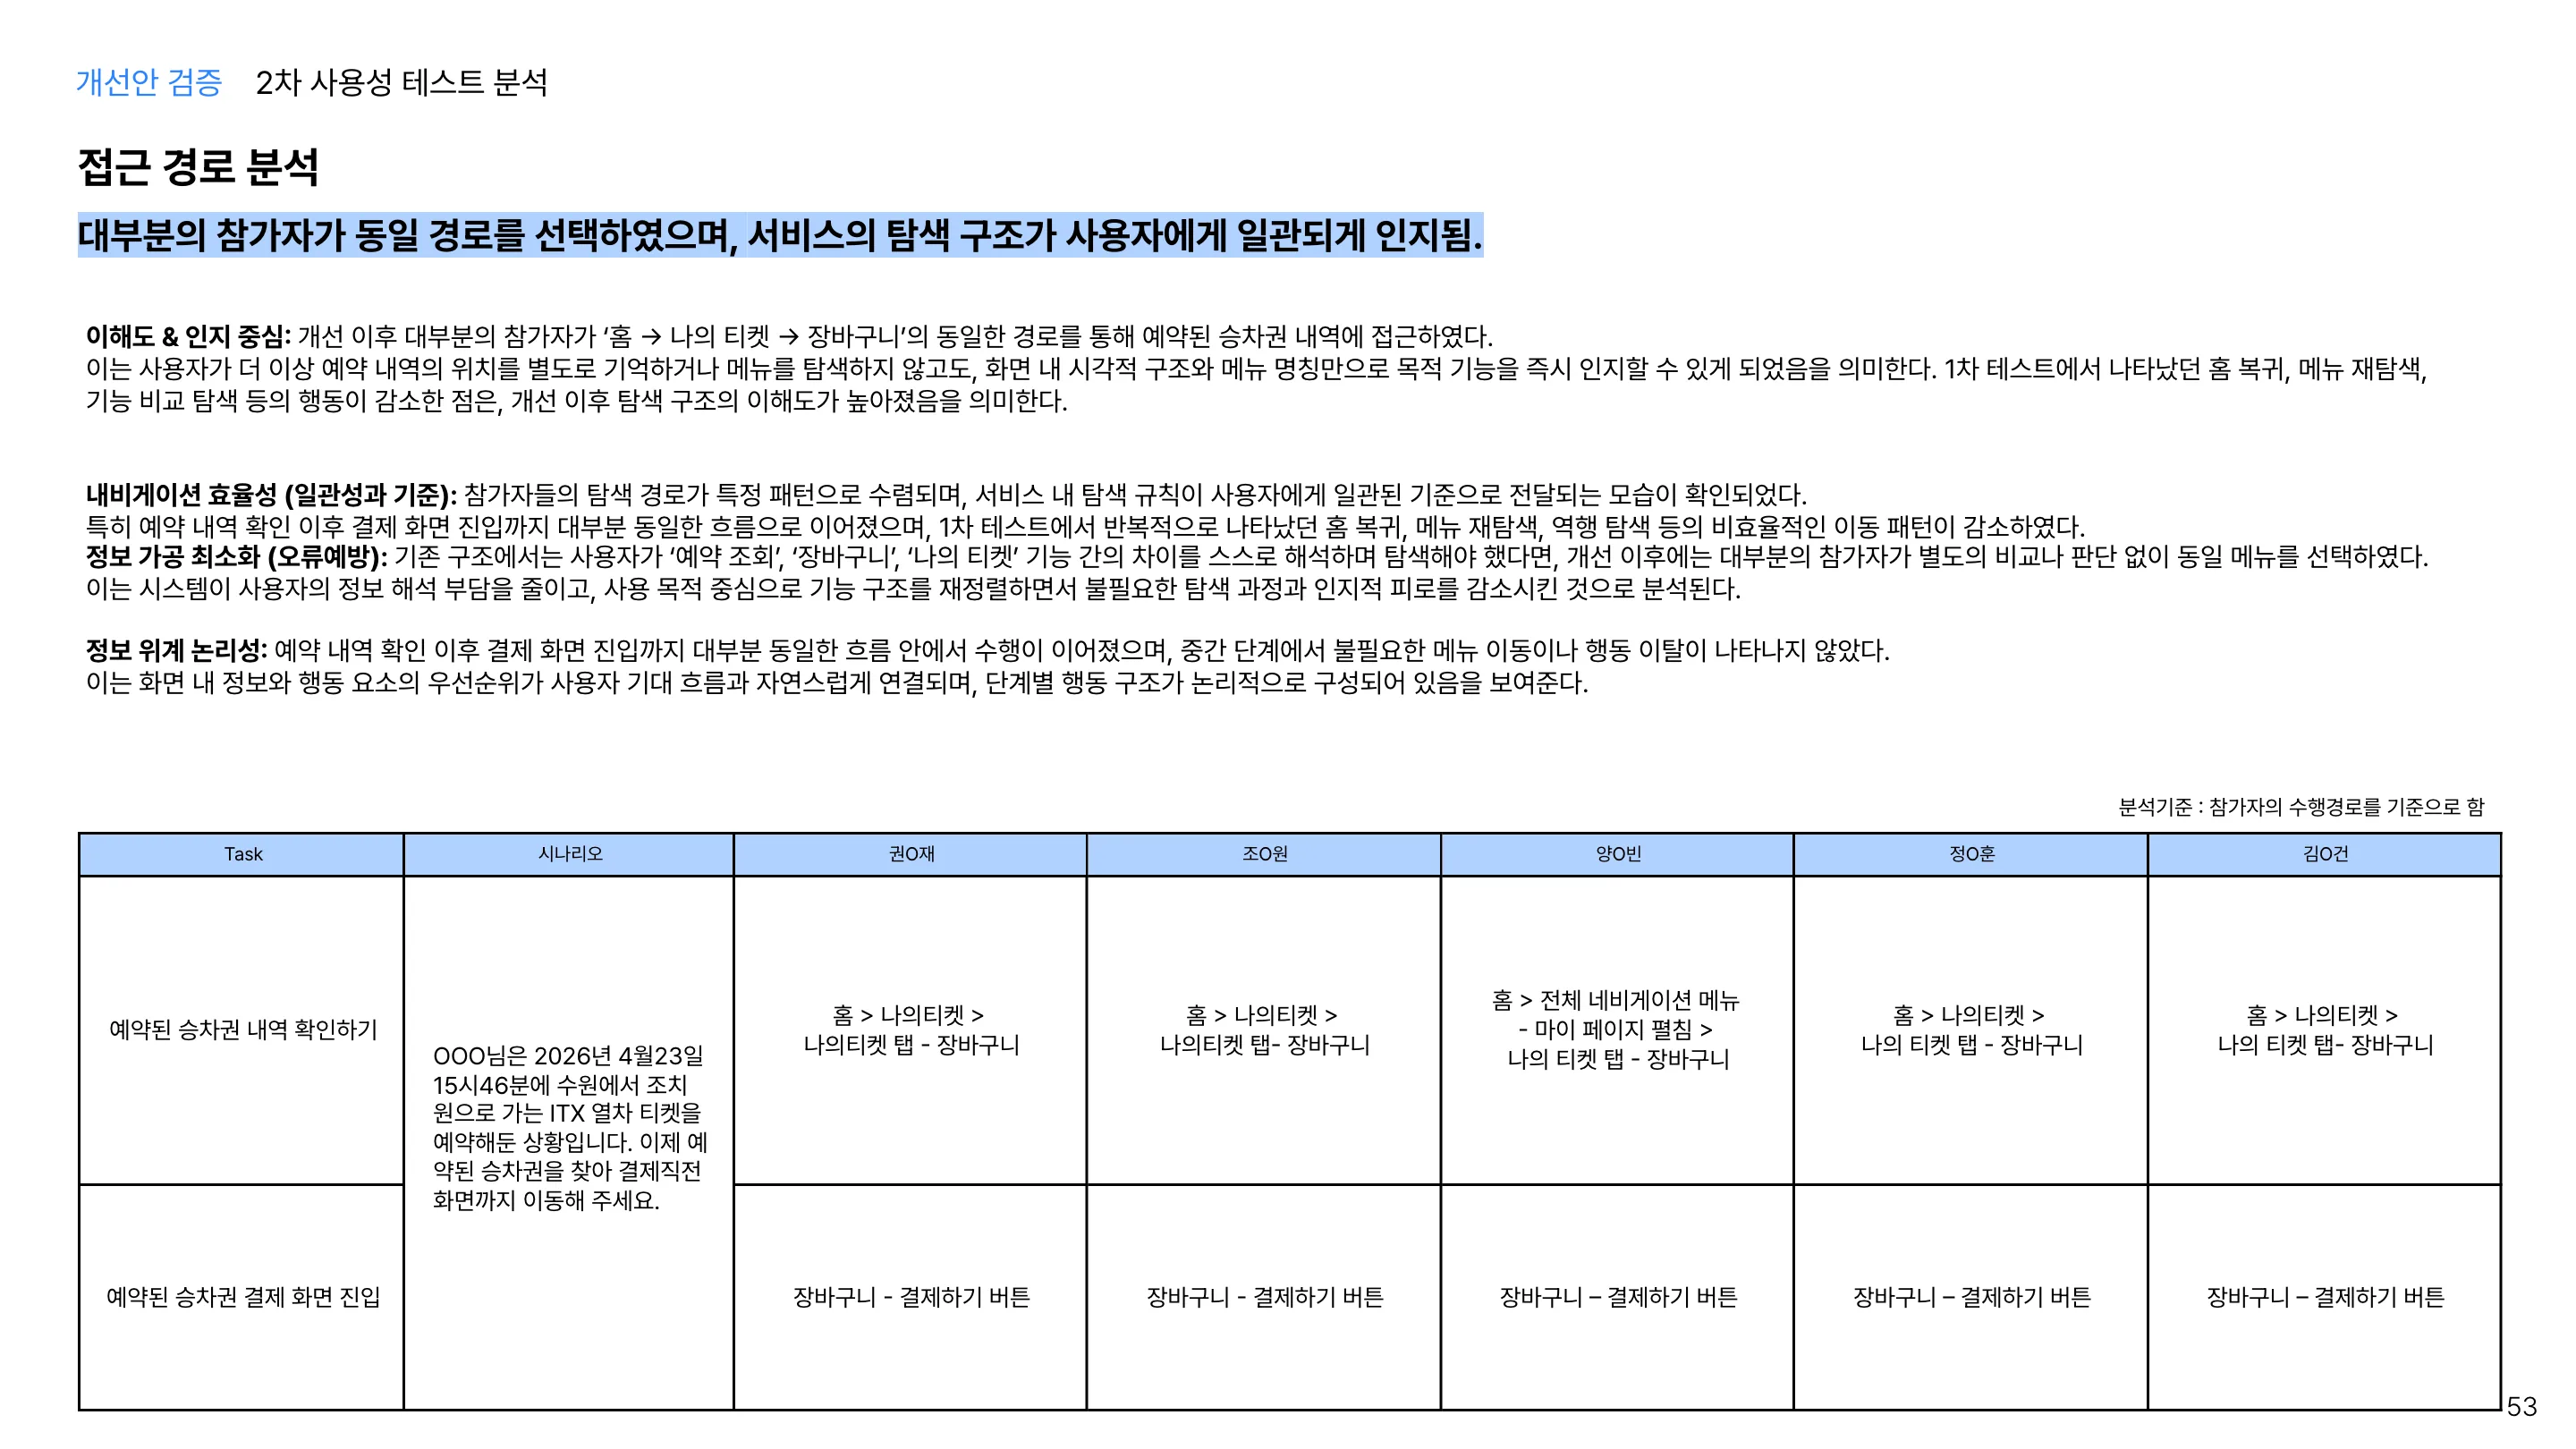 개선안 검증 2차 사용성 테스트 분석
접근 경로 분석
대부분의 참가자가 동일 경로를 선택하였으며, 서비스의 탐색 구조가 사용자에게 일관되게 인지됨.
이해도 & 인지 중심: 개선 이후 대부분의 참가자가 ‘홈 → 나의 티켓 → 장바구니’의 동일한 경로를 통해 예약된 승차권 내역에 접근하였다.
이는 사용자가 더 이상 예약 내역의 위치를 별도로 기억하거나 메뉴를 탐색하지 않고도, 화면 내 시각적 구조와 메뉴 명칭만으로 목적 기능을 즉시 인지할 수 있게 되었음을 의미한다. 1차 테스트에서 나타났던 홈 복귀, 메뉴 재탐색,
기능 비교 탐색 등의 행동이 감소한 점은, 개선 이후 탐색 구조의 이해도가 높아졌음을 의미한다.
내비게이션 효율성 (일관성과 기준): 참가자들의 탐색 경로가 특정 패턴으로 수렴되며, 서비스 내 탐색 규칙이 사용자에게 일관된 기준으로 전달되는 모습이 확인되었다.
특히 예약 내역 확인 이후 결제 화면 진입까지 대부분 동일한 흐름으로 이어졌으며, 1차 테스트에서 반복적으로 나타났던 홈 복귀, 메뉴 재탐색, 역행 탐색 등의 비효율적인 이동 패턴이 감소하였다.
정보 가공 최소화 (오류예방): 기존 구조에서는 사용자가 ‘예약 조회’, ‘장바구니’, ‘나의 티켓’ 기능 간의 차이를 스스로 해석하며 탐색해야 했다면, 개선 이후에는 대부분의 참가자가 별도의 비교나 판단 없이 동일 메뉴를 선택하였다.
이는 시스템이 사용자의 정보 해석 부담을 줄이고, 사용 목적 중심으로 기능 구조를 재정렬하면서 불필요한 탐색 과정과 인지적 피로를 감소시킨 것으로 분석된다.
정보 위계 논리성: 예약 내역 확인 이후 결제 화면 진입까지 대부분 동일한 흐름 안에서 수행이 이어졌으며, 중간 단계에서 불필요한 메뉴 이동이나 행동 이탈이 나타나지 않았다.
이는 화면 내 정보와 행동 요소의 우선순위가 사용자 기대 흐름과 자연스럽게 연결되며, 단계별 행동 구조가 논리적으로 구성되어 있음을 보여준다.
분석기준 : 참가자의 수행경로를 기준으로 함
Task 시나리오 권O재 조O원 양O빈 정O훈 김O건
예약된 승차권 내역 확인하기
OOO님은 2026년 4월23일
15시46분에 수원에서 조치
원으로 가는 ITX 열차 티켓을
예약해둔 상황입니다. 이제 예
약된 승차권을 찾아 결제직전
화면까지 이동해 주세요.
홈 > 나의티켓 >
나의티켓 탭 - 장바구니
홈 > 나의티켓 >
나의티켓 탭- 장바구니
홈 > 전체 네비게이션 메뉴
- 마이 페이지 펼침 >
나의 티켓 탭 - 장바구니
홈 > 나의티켓 >
나의 티켓 탭 - 장바구니
홈 > 나의티켓 >
나의 티켓 탭- 장바구니
예약된 승차권 결제 화면 진입
장바구니 - 결제하기 버튼
장바구니 - 결제하기 버튼
장바구니 – 결제하기 버튼
장바구니 – 결제하기 버튼
장바구니 – 결제하기 버튼
53